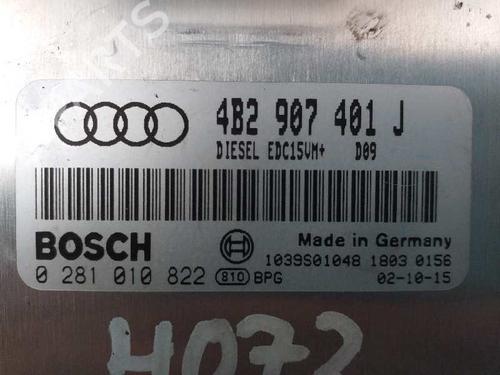 4B2 907 401 J
DIESEL EDC15VM+ D09
BOSCH
Made in Germany
1039S01048 1803 0156
0 281 010 822 810 BPG 02-10-15
H072